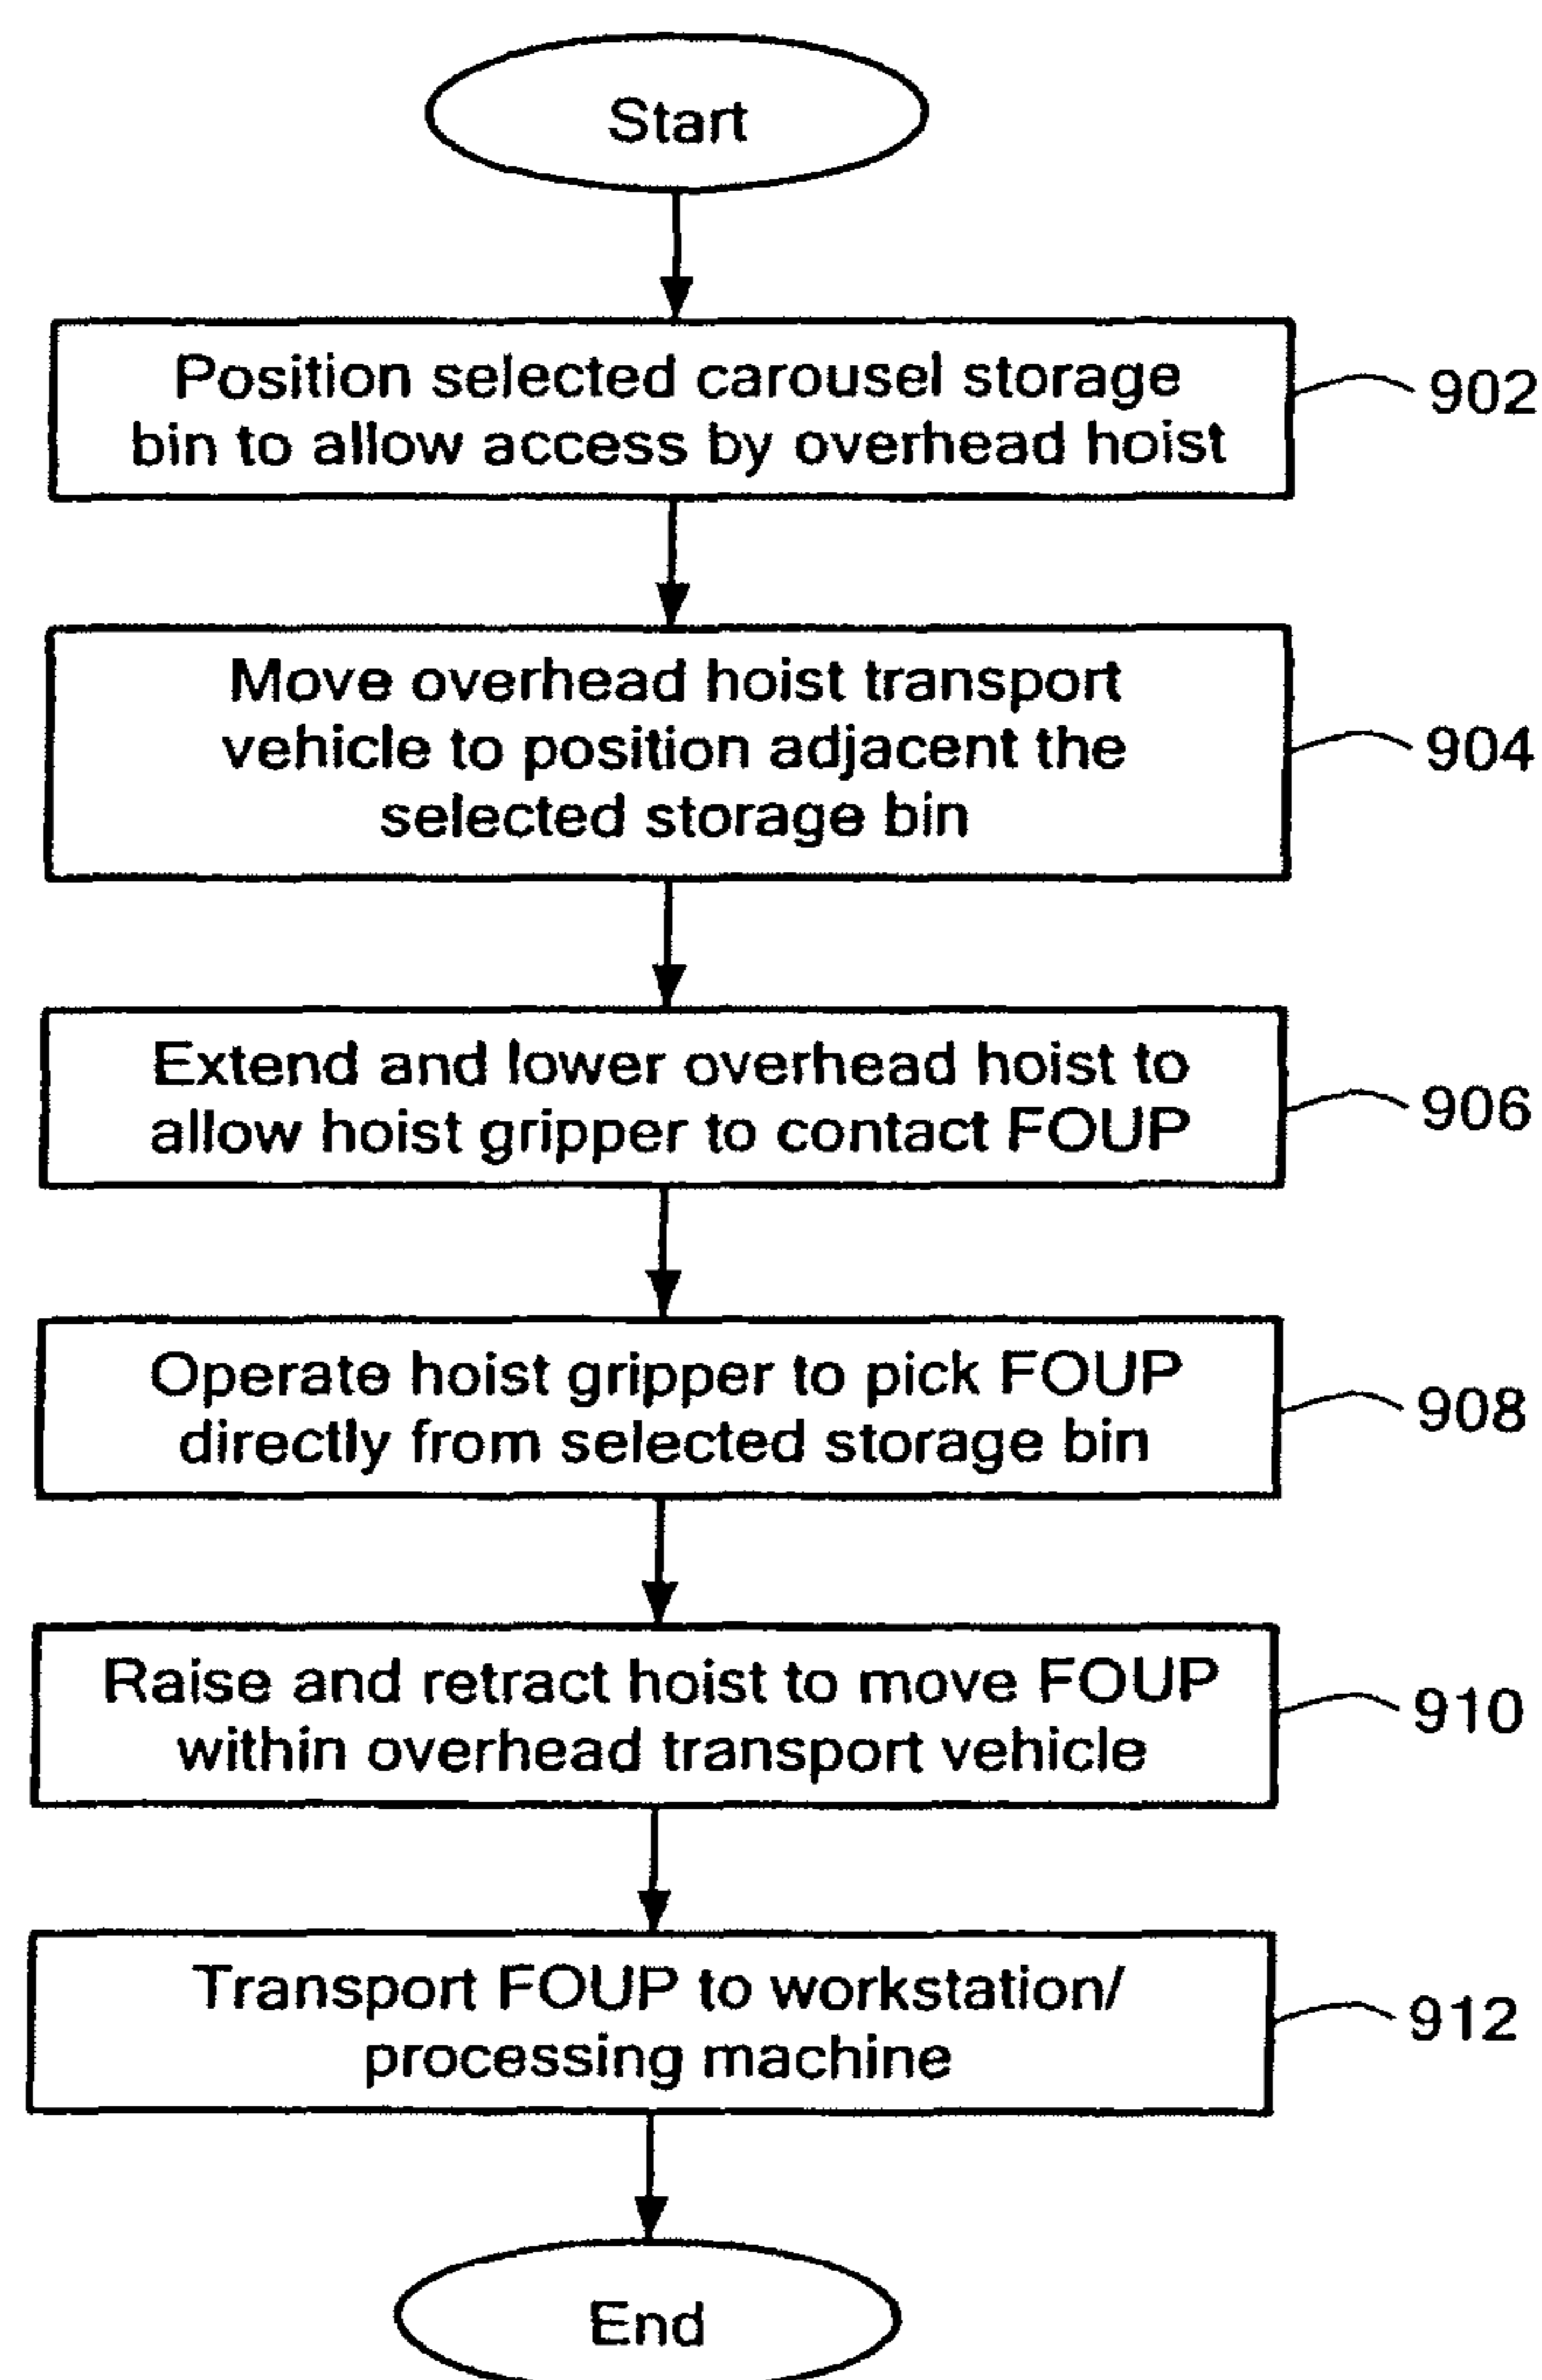 Start
Position selected carousel storage
bin to allow access by overhead hoist
902
Move overhead hoist transport
vehicle to position adjacent the
selected storage bin
904
Extend and lower overhead hoist to
allow hoist gripper to contact FOUP
906
Operate hoist gripper to pick FOUP
directly from selected storage bin
908
Raise and retract hoist to move FOUP
within overhead transport vehicle
910
Transport FOUP to workstation/
processing machine
912
End